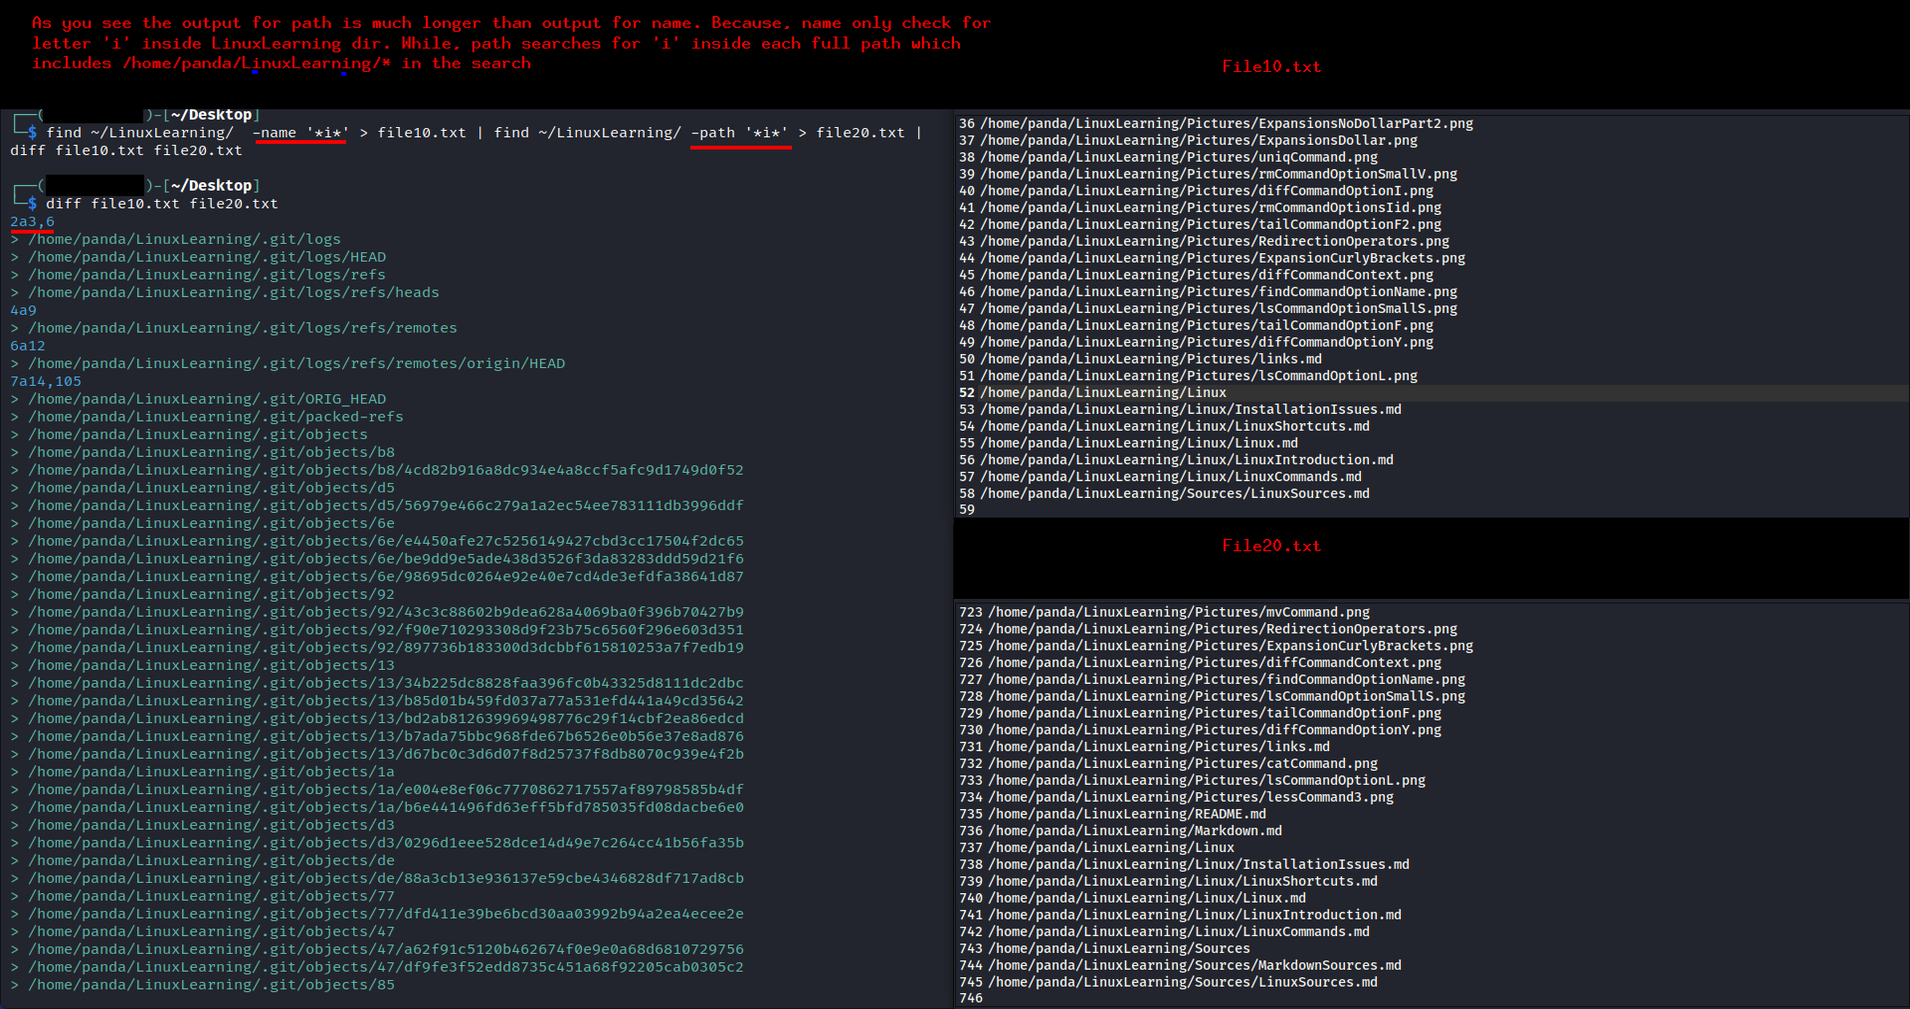 As you see the output for path is much longer than output for name. Because, name only check for
letter 'i' inside LinuxLearning dir. While, path searches for 'i' inside each full path which
includes /home/panda/LinuxLearning/* in the search
File10.txt
┌──( )-[~/Desktop]
└─$ find ~/LinuxLearning/  -name '*i*' > file10.txt | find ~/LinuxLearning/ -path '*i*' > file20.txt |
diff file10.txt file20.txt
┌──( )-[~/Desktop]
└─$ diff file10.txt file20.txt
2a3,6
> /home/panda/LinuxLearning/.git/logs
> /home/panda/LinuxLearning/.git/logs/HEAD
> /home/panda/LinuxLearning/.git/logs/refs
> /home/panda/LinuxLearning/.git/logs/refs/heads
4a9
> /home/panda/LinuxLearning/.git/logs/refs/remotes
6a12
> /home/panda/LinuxLearning/.git/logs/refs/remotes/origin/HEAD
7a14,105
> /home/panda/LinuxLearning/.git/ORIG_HEAD
> /home/panda/LinuxLearning/.git/packed-refs
> /home/panda/LinuxLearning/.git/objects
> /home/panda/LinuxLearning/.git/objects/b8
> /home/panda/LinuxLearning/.git/objects/b8/4cd82b916a8dc934e4a8ccf5afc9d1749d0f52
> /home/panda/LinuxLearning/.git/objects/d5
> /home/panda/LinuxLearning/.git/objects/d5/56979e466c279a1a2ec54ee783111db3996ddf
> /home/panda/LinuxLearning/.git/objects/6e
> /home/panda/LinuxLearning/.git/objects/6e/e4450afe27c5256149427cbd3cc17504f2dc65
> /home/panda/LinuxLearning/.git/objects/6e/be9dd9e5ade438d3526f3da83283ddd59d21f6
> /home/panda/LinuxLearning/.git/objects/6e/98695dc0264e92e40e7cd4de3efdfa38641d87
> /home/panda/LinuxLearning/.git/objects/92
> /home/panda/LinuxLearning/.git/objects/92/43c3c88602b9dea628a4069ba0f396b70427b9
> /home/panda/LinuxLearning/.git/objects/92/f90e710293308d9f23b75c6560f296e603d351
> /home/panda/LinuxLearning/.git/objects/92/897736b183300d3dcbbf615810253a7f7edb19
> /home/panda/LinuxLearning/.git/objects/13
> /home/panda/LinuxLearning/.git/objects/13/34b225dc8828faa396fc0b43325d8111dc2dbc
> /home/panda/LinuxLearning/.git/objects/13/b85d01b459fd037a77a531efd441a49cd35642
> /home/panda/LinuxLearning/.git/objects/13/bd2ab812639969498776c29f14cbf2ea86edcd
> /home/panda/LinuxLearning/.git/objects/13/b7ada75bbc968fde67b6526e0b56e37e8ad876
> /home/panda/LinuxLearning/.git/objects/13/d67bc0c3d6d07f8d25737f8db8070c939e4f2b
> /home/panda/LinuxLearning/.git/objects/1a
> /home/panda/LinuxLearning/.git/objects/1a/e004e8ef06c7770862717557af89798585b4df
> /home/panda/LinuxLearning/.git/objects/1a/b6e441496fd63eff5bfd785035fd08dacbe6e0
> /home/panda/LinuxLearning/.git/objects/d3
> /home/panda/LinuxLearning/.git/objects/d3/0296d1eee528dce14d49e7c264cc41b56fa35b
> /home/panda/LinuxLearning/.git/objects/de
> /home/panda/LinuxLearning/.git/objects/de/88a3cb13e936137e59cbe4346828df717ad8cb
> /home/panda/LinuxLearning/.git/objects/77
> /home/panda/LinuxLearning/.git/objects/77/dfd411e39be6bcd30aa03992b94a2ea4ecee2e
> /home/panda/LinuxLearning/.git/objects/47
> /home/panda/LinuxLearning/.git/objects/47/a62f91c5120b462674f0e9e0a68d6810729756
> /home/panda/LinuxLearning/.git/objects/47/df9fe3f52edd8735c451a68f92205cab0305c2
> /home/panda/LinuxLearning/.git/objects/85
36 /home/panda/LinuxLearning/Pictures/ExpansionsNoDollarPart2.png
37 /home/panda/LinuxLearning/Pictures/ExpansionsDollar.png
38 /home/panda/LinuxLearning/Pictures/uniqCommand.png
39 /home/panda/LinuxLearning/Pictures/rmCommandOptionSmallV.png
40 /home/panda/LinuxLearning/Pictures/diffCommandOptionI.png
41 /home/panda/LinuxLearning/Pictures/rmCommandOptionsIid.png
42 /home/panda/LinuxLearning/Pictures/tailCommandOptionF2.png
43 /home/panda/LinuxLearning/Pictures/RedirectionOperators.png
44 /home/panda/LinuxLearning/Pictures/ExpansionCurlyBrackets.png
45 /home/panda/LinuxLearning/Pictures/diffCommandContext.png
46 /home/panda/LinuxLearning/Pictures/findCommandOptionName.png
47 /home/panda/LinuxLearning/Pictures/lsCommandOptionSmallS.png
48 /home/panda/LinuxLearning/Pictures/tailCommandOptionF.png
49 /home/panda/LinuxLearning/Pictures/diffCommandOptionY.png
50 /home/panda/LinuxLearning/Pictures/links.md
51 /home/panda/LinuxLearning/Pictures/lsCommandOptionL.png
52 /home/panda/LinuxLearning/Linux
53 /home/panda/LinuxLearning/Linux/InstallationIssues.md
54 /home/panda/LinuxLearning/Linux/LinuxShortcuts.md
55 /home/panda/LinuxLearning/Linux/Linux.md
56 /home/panda/LinuxLearning/Linux/LinuxIntroduction.md
57 /home/panda/LinuxLearning/Linux/LinuxCommands.md
58 /home/panda/LinuxLearning/Sources/LinuxSources.md
59
File20.txt
723 /home/panda/LinuxLearning/Pictures/mvCommand.png
724 /home/panda/LinuxLearning/Pictures/RedirectionOperators.png
725 /home/panda/LinuxLearning/Pictures/ExpansionCurlyBrackets.png
726 /home/panda/LinuxLearning/Pictures/diffCommandContext.png
727 /home/panda/LinuxLearning/Pictures/findCommandOptionName.png
728 /home/panda/LinuxLearning/Pictures/lsCommandOptionSmallS.png
729 /home/panda/LinuxLearning/Pictures/tailCommandOptionF.png
730 /home/panda/LinuxLearning/Pictures/diffCommandOptionY.png
731 /home/panda/LinuxLearning/Pictures/links.md
732 /home/panda/LinuxLearning/Pictures/catCommand.png
733 /home/panda/LinuxLearning/Pictures/lsCommandOptionL.png
734 /home/panda/LinuxLearning/Pictures/lessCommand3.png
735 /home/panda/LinuxLearning/README.md
736 /home/panda/LinuxLearning/Markdown.md
737 /home/panda/LinuxLearning/Linux
738 /home/panda/LinuxLearning/Linux/InstallationIssues.md
739 /home/panda/LinuxLearning/Linux/LinuxShortcuts.md
740 /home/panda/LinuxLearning/Linux/Linux.md
741 /home/panda/LinuxLearning/Linux/LinuxIntroduction.md
742 /home/panda/LinuxLearning/Linux/LinuxCommands.md
743 /home/panda/LinuxLearning/Sources
744 /home/panda/LinuxLearning/Sources/MarkdownSources.md
745 /home/panda/LinuxLearning/Sources/LinuxSources.md
746